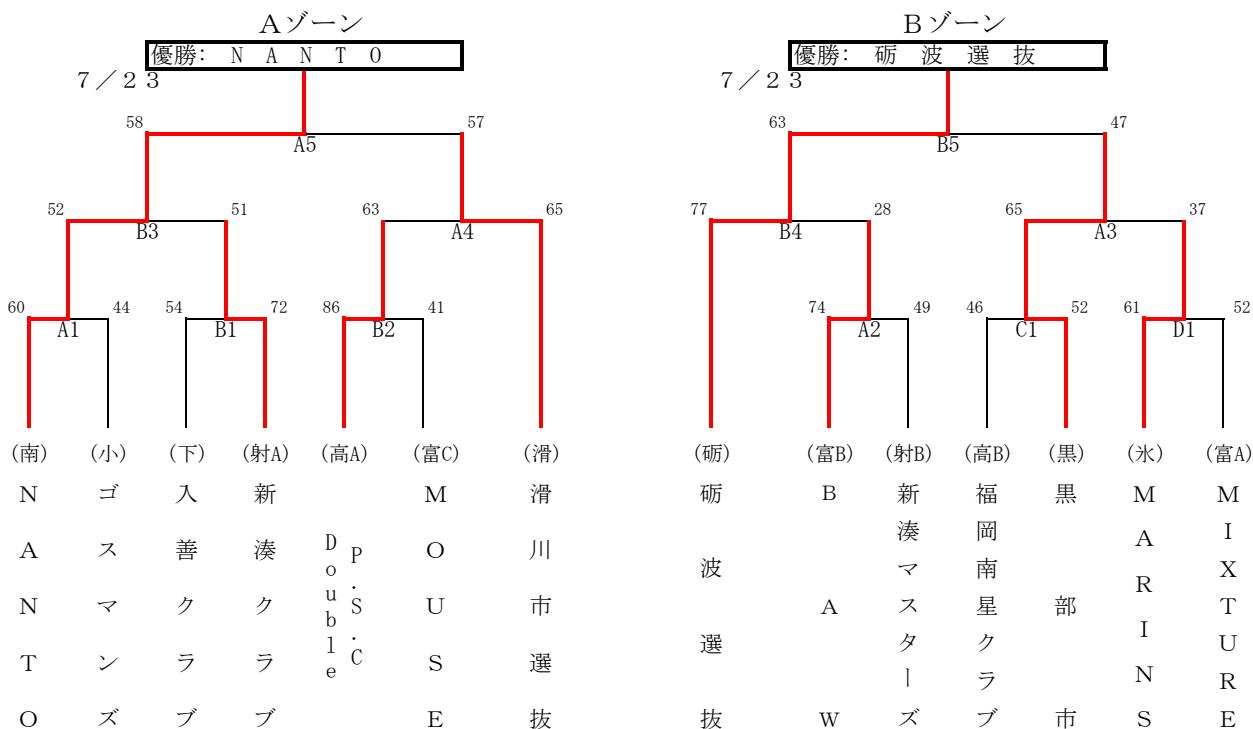 Aゾーン
優勝: N A N T O
7/23
58 57
A5
52 51 63 65
B3 A4
60 44 54 72 86 41
A1 B1 B2
(南) (小) (下) (射A) (高A) (富C) (滑)
NANTO
ゴスマンズ
入善クラブ
新湊クラブ
Double
P.S.C
MOUSE
滑川市選抜
Bゾーン
優勝: 砺 波 選 抜
7/23
63 47
B5
77 28 65 37
B4 A3
74 49 46 52 61 52
A2 C1 D1
(砺) (富B) (射B) (高B) (黒) (氷) (富A)
砺波選抜
BAW
新湊マスターズ
福岡南星クラブ
黒部市
MARINS
MIXTURE